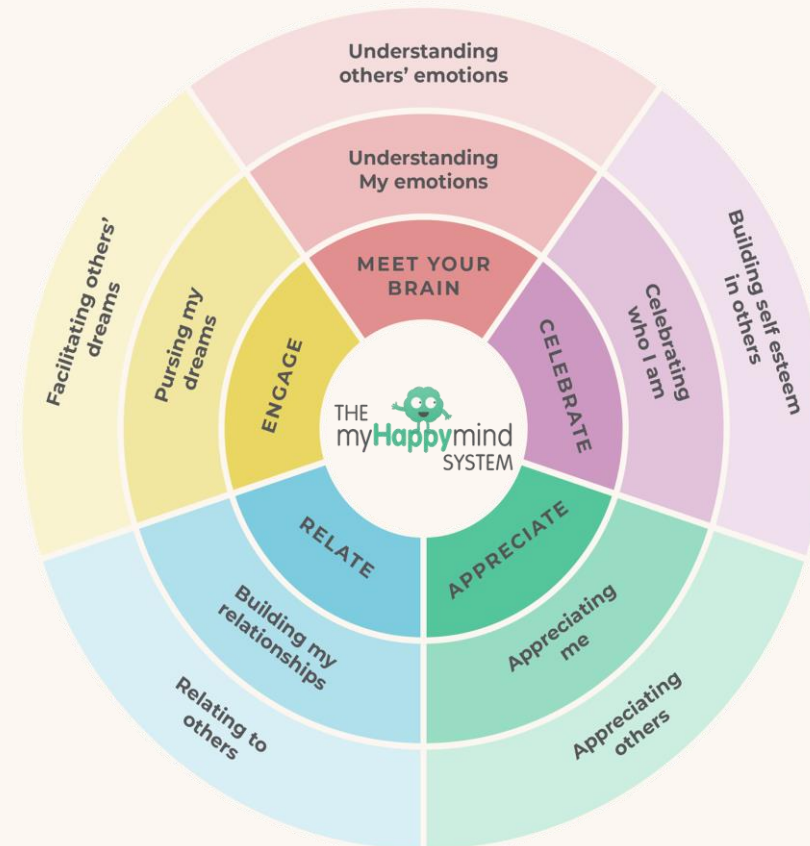 Understanding
others' emotions
Understanding
My emotions
MEET YOUR
BRAIN
Building self esteem
in others
Celebrating
who I am
CELEBRATE
Appreciating
others
Appreciating
me
APPRECIATE
Relating to
others
Building my
relationships
RELATE
Facilitating others'
dreams
Pursing my
dreams
ENGAGE
THE
myHappymind
SYSTEM